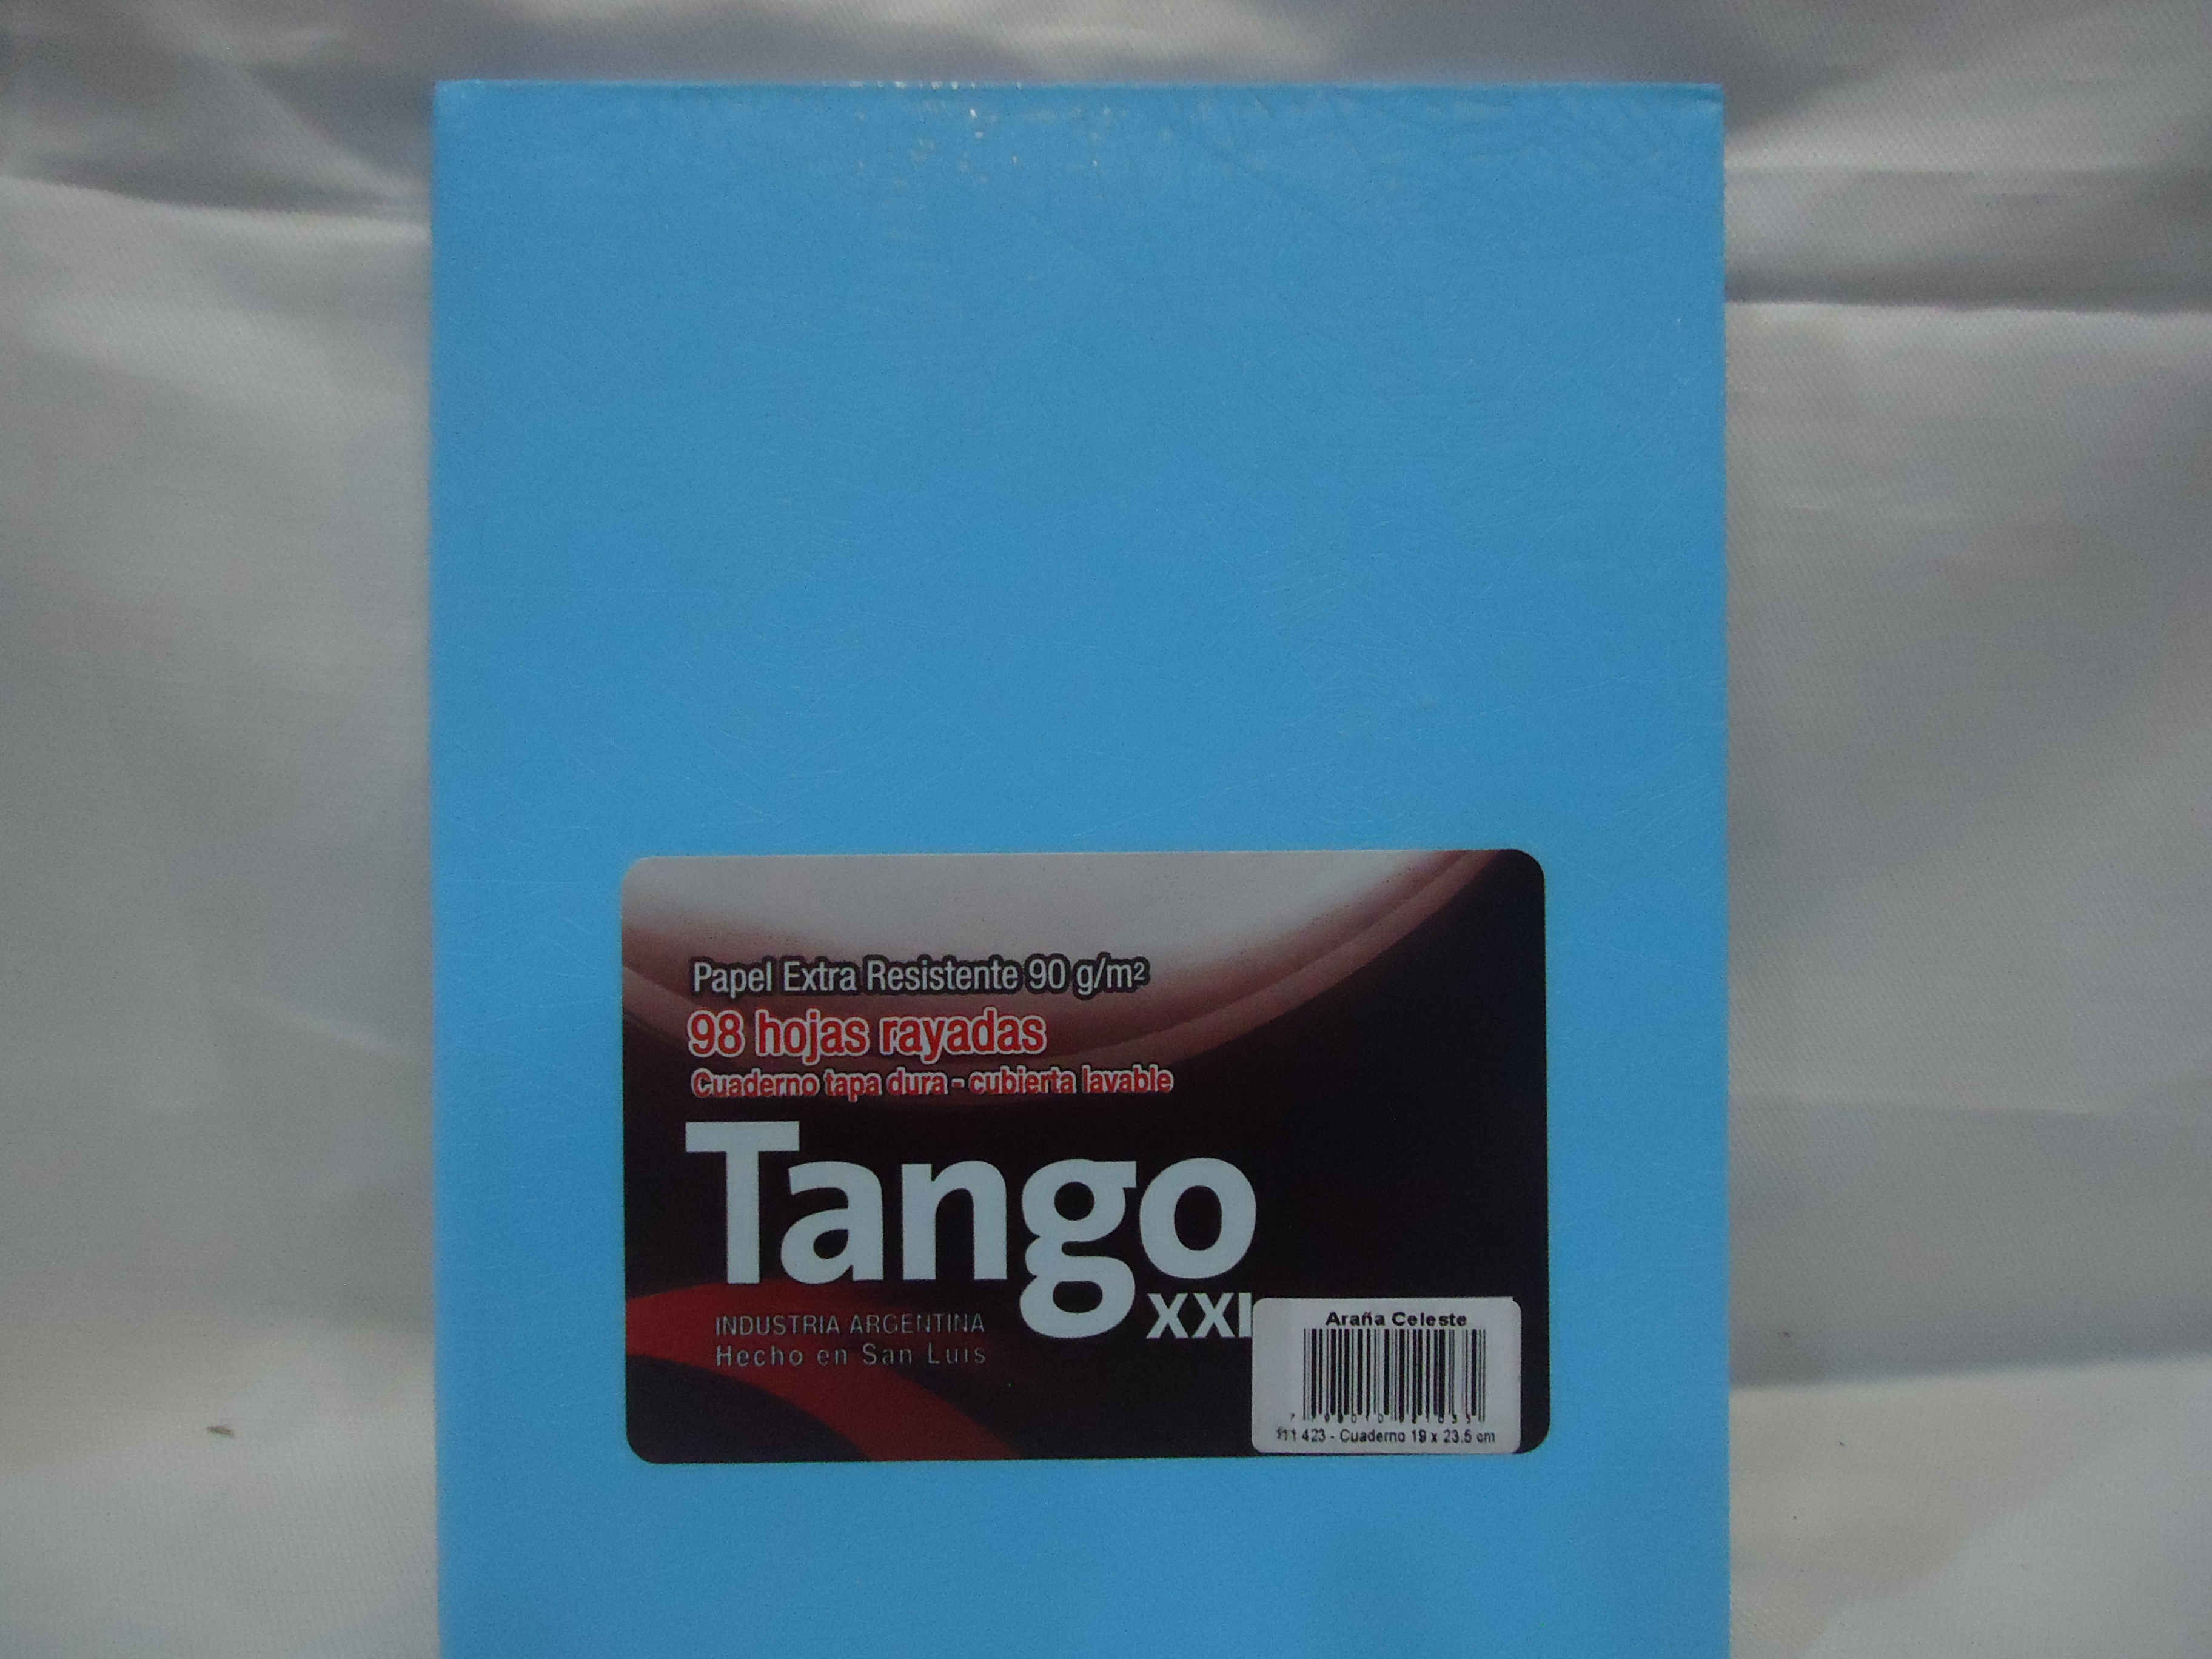 Papel Extra Resistente 90 g/m²
98 hojas rayadas
Cuaderno tapa dura - cubierta lavable
Tango
XXI
INDUSTRIA ARGENTINA
Hecho en San Luis
Araña Celeste
423 - Cuaderno 19 x 23.5 cm